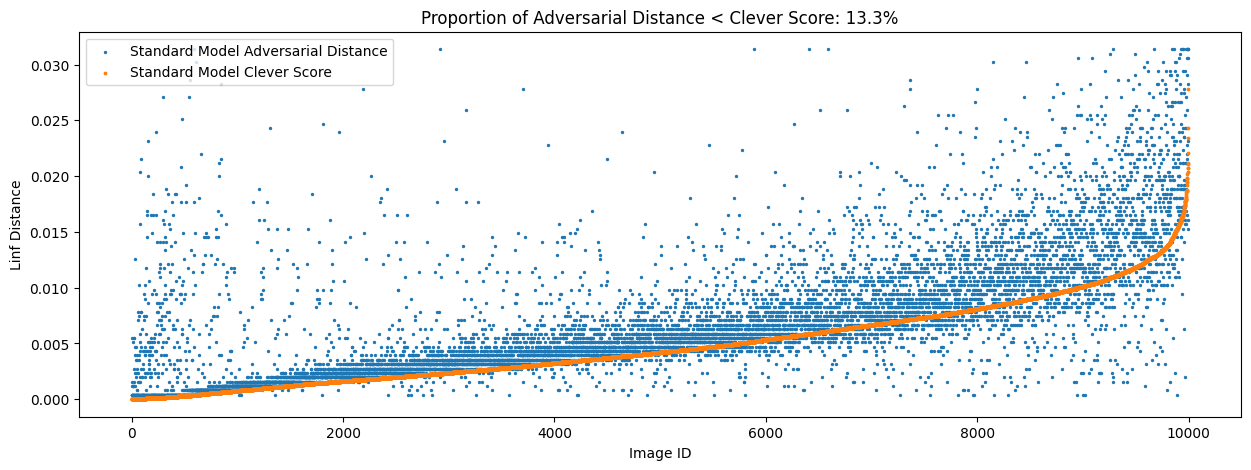 Proportion of Adversarial Distance < Clever Score: 13.3%
Standard Model Adversarial Distance
Standard Model Clever Score
Linf Distance
0.030
0.025
0.020
0.015
0.010
0.005
0.000
0 2000 4000 6000 8000 10000
Image ID